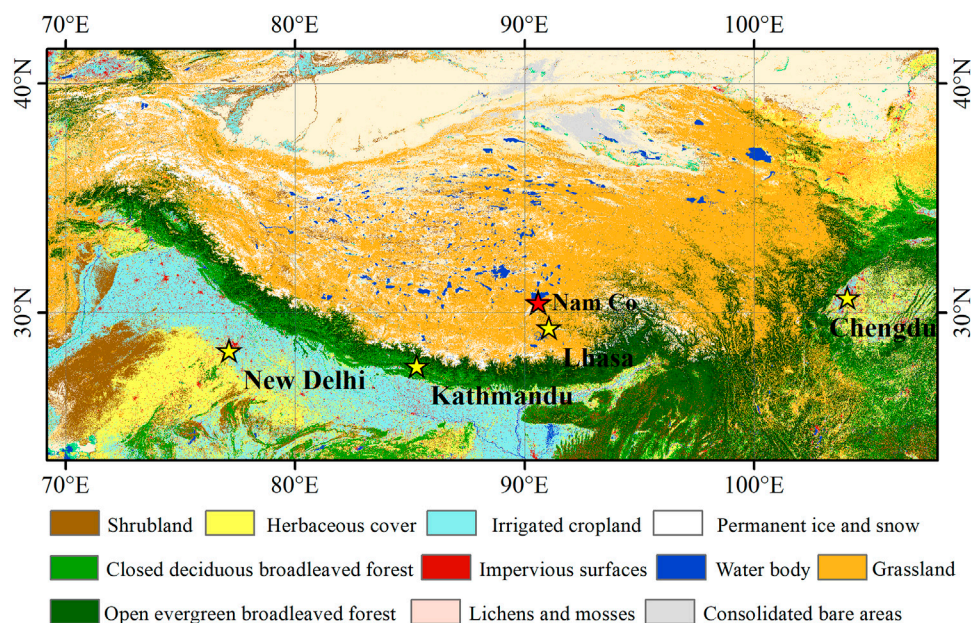 70°E 80°E 90°E 100°E
40°N 40°N
Nam Co
30°N 30°N
Chengdu
Lhasa
New Delhi
Kathmandu
70°E 80°E 90°E 100°E
Shrubland Herbaceous cover Irrigated cropland Permanent ice and snow
Closed deciduous broadleaved forest Impervious surfaces Water body Grassland
Open evergreen broadleaved forest Lichens and mosses Consolidated bare areas